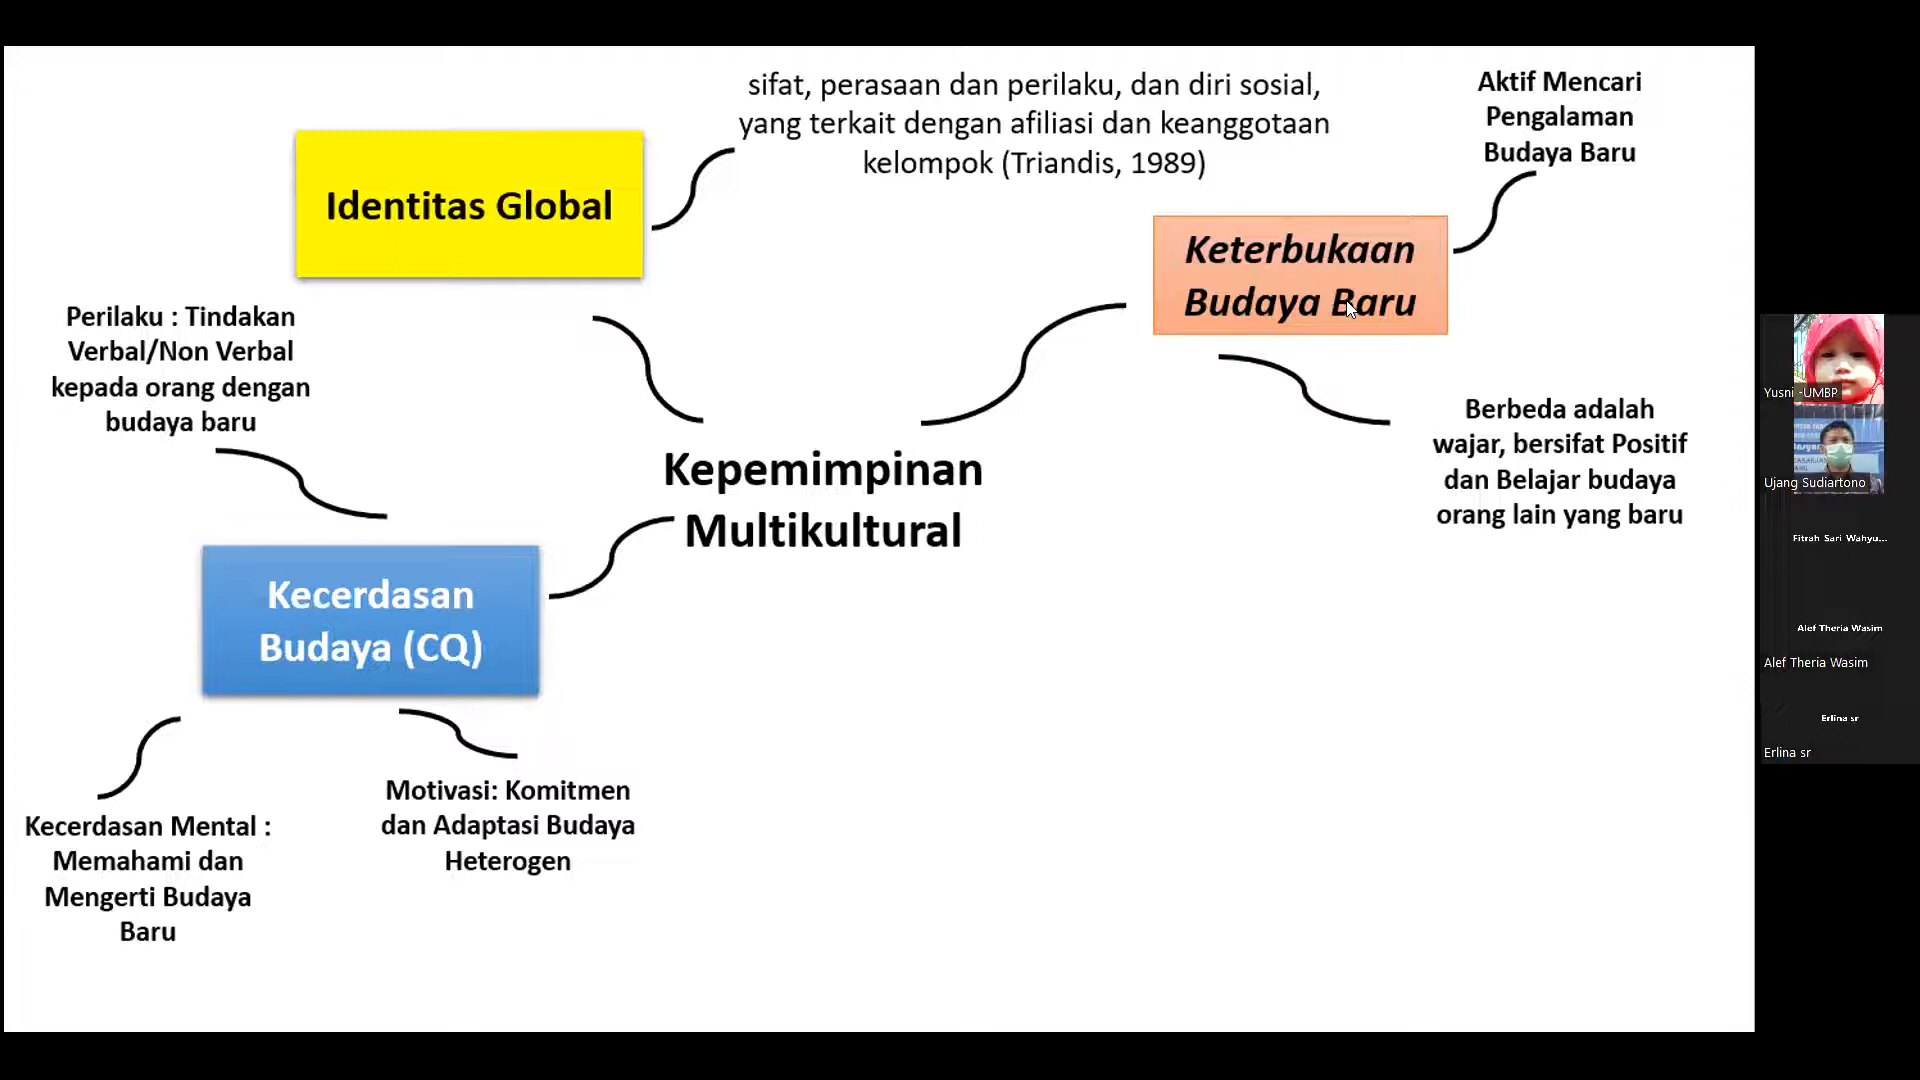 sifat, perasaan dan perilaku, dan diri sosial,
yang terkait dengan afiliasi dan keanggotaan
kelompok (Triandis, 1989)
Aktif Mencari
Pengalaman
Budaya Baru
Identitas Global
Keterbukaan
Budaya Baru
Perilaku : Tindakan
Verbal/Non Verbal
kepada orang dengan
budaya baru
Berbeda adalah
wajar, bersifat Positif
dan Belajar budaya
orang lain yang baru
Kepemimpinan
Multikultural
Kecerdasan
Budaya (CQ)
Kecerdasan Mental :
Memahami dan
Mengerti Budaya
Baru
Motivasi: Komitmen
dan Adaptasi Budaya
Heterogen
Yusni -UMBP
Ujang Sudiartono
Fitrah Sari Wahyu...
Alef Theria Wasim
Alef Theria Wasim
Erlina sr
Erlina sr